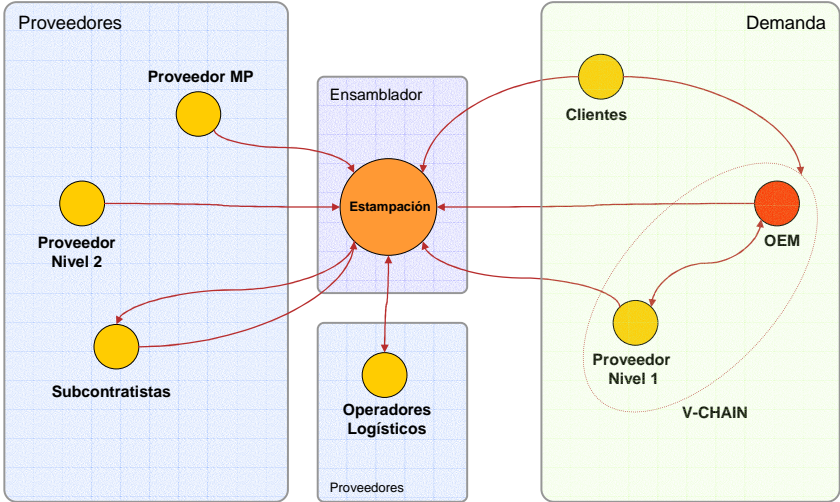 Proveedores
Proveedor MP
Proveedor
Nivel 2
Subcontratistas
Ensamblador
Estampación
Operadores
Logísticos
Proveedores
Demanda
Clientes
OEM
Proveedor
Nivel 1
V-CHAIN